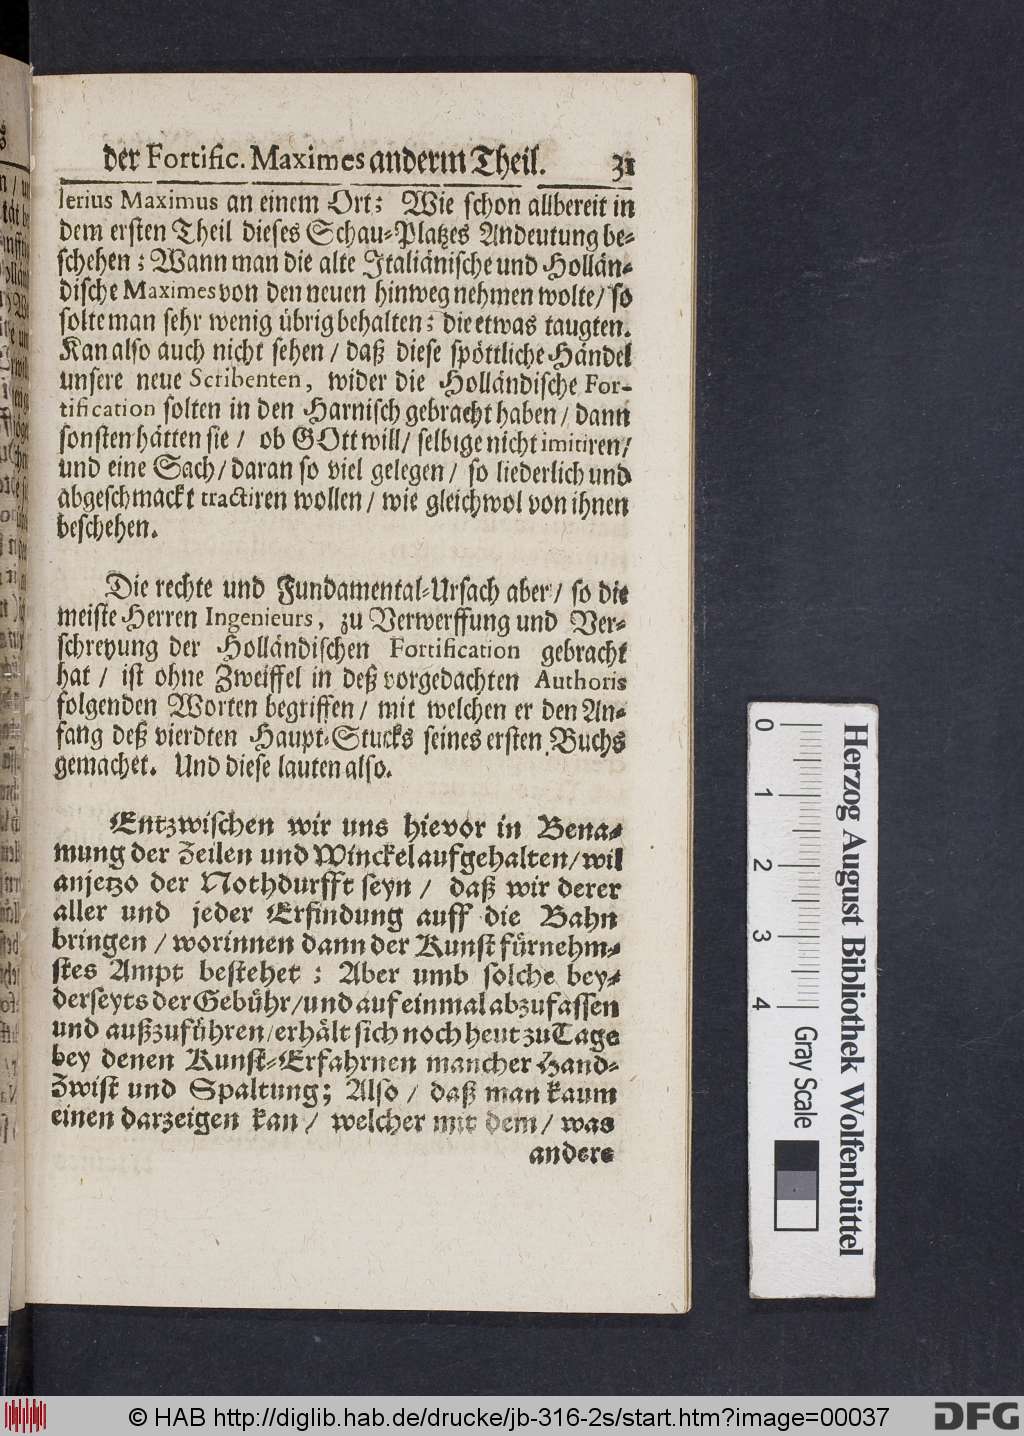 der Fortific. Maximes anderm Theil. 31
lerius Maximus an einem Ort; Wie schon allbereit in
dem ersten Theil dieses Schau-Platzes Andeutung be-
schehen; Wann man die alte Italiänische und Hollän-
dische Maximes von den neuen hinweg nehmen wolte/ so
solte man sehr wenig übrig behalten; die etwas taugten.
Kan also auch nicht sehen / daß diese spöttliche Händel
unsere neue Scribenten, wider die Holländische For-
tification solten in den Harnisch gebracht haben / dann
sonsten hätten sie / ob GOtt will/ selbige nicht imitiren/
und eine Sach/ daran so viel gelegen / so liederlich und
abgeschmackt tractiren wollen / wie gleichwol von ihnen
beschehen.
Die rechte und Fundamental-Ursach aber/ so die
meiste Herren Ingenieurs, zu Verwerffung und Ver-
schreyung der Holländischen Fortification gebracht
hat / ist ohne Zweiffel in deß vorgedachten Authoris
folgenden Worten begriffen / mit welchen er den An-
fang deß vierdten Haupt-Stucks seines ersten Buchs
gemachet. Und diese lauten also.
Entzwischen wir uns hievor in Bena-
mung der Zeilen und Winckel aufgehalten/ wil
anjetzo der Nothdurfft seyn / daß wir derer
aller und jeder Erfindung auff die Bahn
bringen / worinnen dann der Kunst fürnehm-
stes Ampt bestehet ; Aber umb solche bey-
derseyts der Gebühr/ und auf einmal abzufassen
und außzuführen/ erhält sich noch heut zu Tage
bey denen Kunst-Erfahrnen mancher Hand-
Zwist und Spaltung; Also / daß man kaum
einen darzeigen kan / welcher mit dem / was
andere
0 1 2 3 4
Gray Scale
Herzog August Bibliothek Wolfenbüttel
© HAB http://diglib.hab.de/drucke/jb-316-2s/start.htm?image=00037
DFG